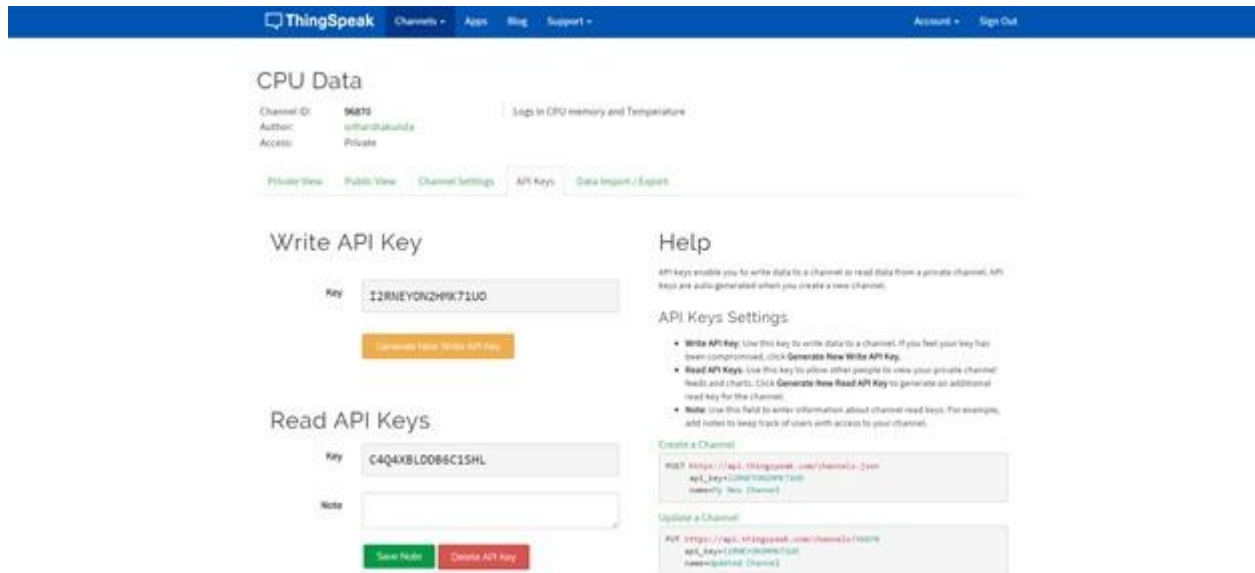 ThingSpeak Channels Apps Blog Support Account Sign Out
CPU Data
Channel ID: 96870 Logs in CPU memory and Temperature
Author:
Access: Private
Private View Public View Channel Settings API Keys Data Import / Export
Write API Key
Key I2RNEYON2HMK71UO
Generate New Write API Key
Read API Keys
Key C4Q4XBLDDB6C1SHL
Note
Save Note Delete API Key
Help
API keys enable you to write data to a channel or read data from a private channel. API
keys are auto-generated when you create a new channel.
API Keys Settings
Write API Key: Use this key to write data to a channel. If you feel your key has
been compromised, click Generate New Write API Key.
Read API Keys: Use this key to allow other people to view your private channel
feeds and charts. Click Generate New Read API Key to generate an additional
read key for the channel.
Note: Use this field to enter information about channel read keys. For example,
add notes to keep track of users with access to your channel.
Create a Channel
POST https://api.thingspeak.com/channels.json
api_key=I2RNEYON2HMK71UO
name=My New Channel
Update a Channel
PUT https://api.thingspeak.com/channels/96870
api_key=I2RNEYON2HMK71UO
name=Updated Channel